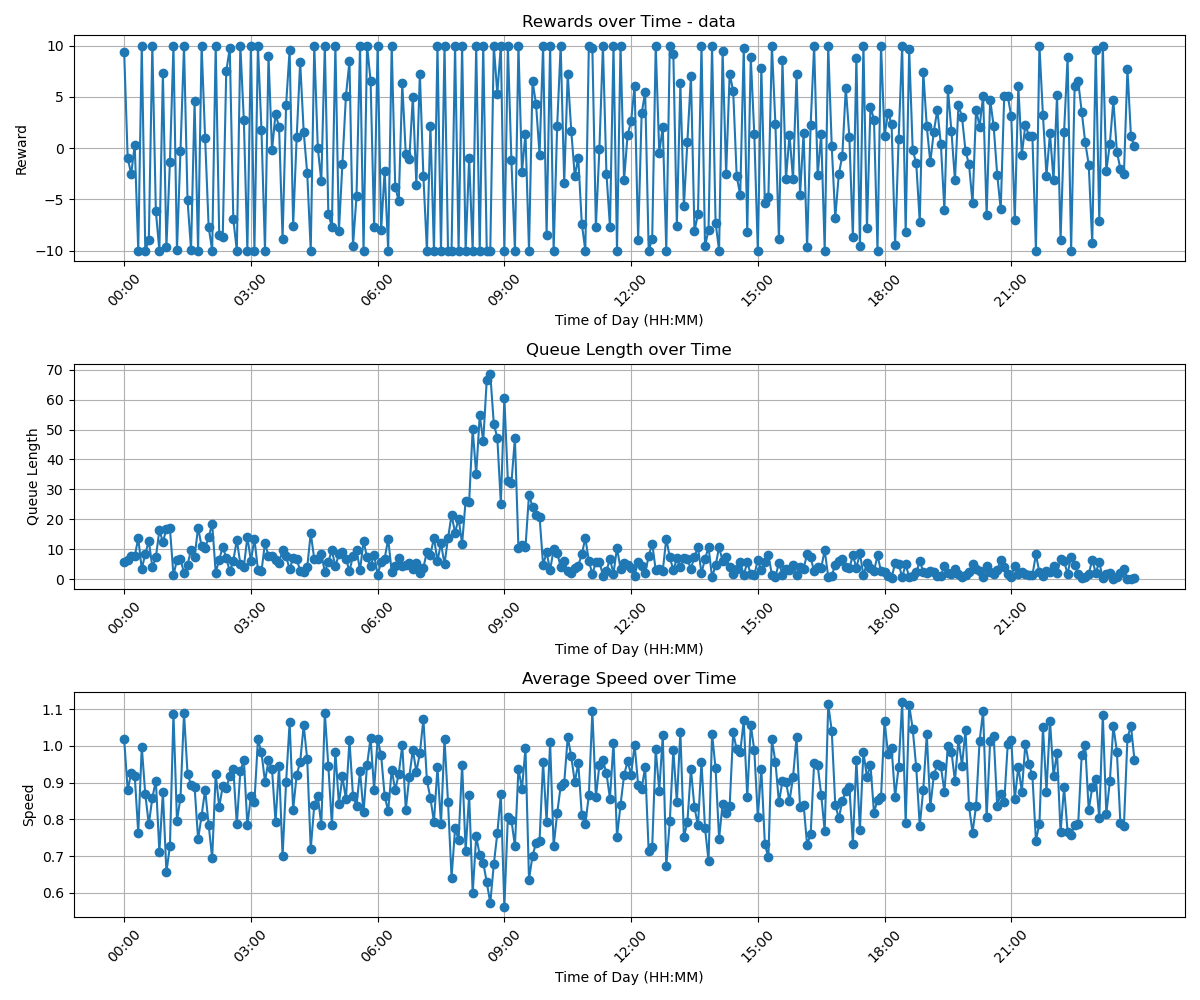 Rewards over Time - data
Reward
10
5
0
−5
−10
00:00 03:00 06:00 09:00 12:00 15:00 18:00 21:00
Time of Day (HH:MM)
Queue Length over Time
Queue Length
70
60
50
40
30
20
10
0
00:00 03:00 06:00 09:00 12:00 15:00 18:00 21:00
Time of Day (HH:MM)
Average Speed over Time
Speed
1.1
1.0
0.9
0.8
0.7
0.6
00:00 03:00 06:00 09:00 12:00 15:00 18:00 21:00
Time of Day (HH:MM)